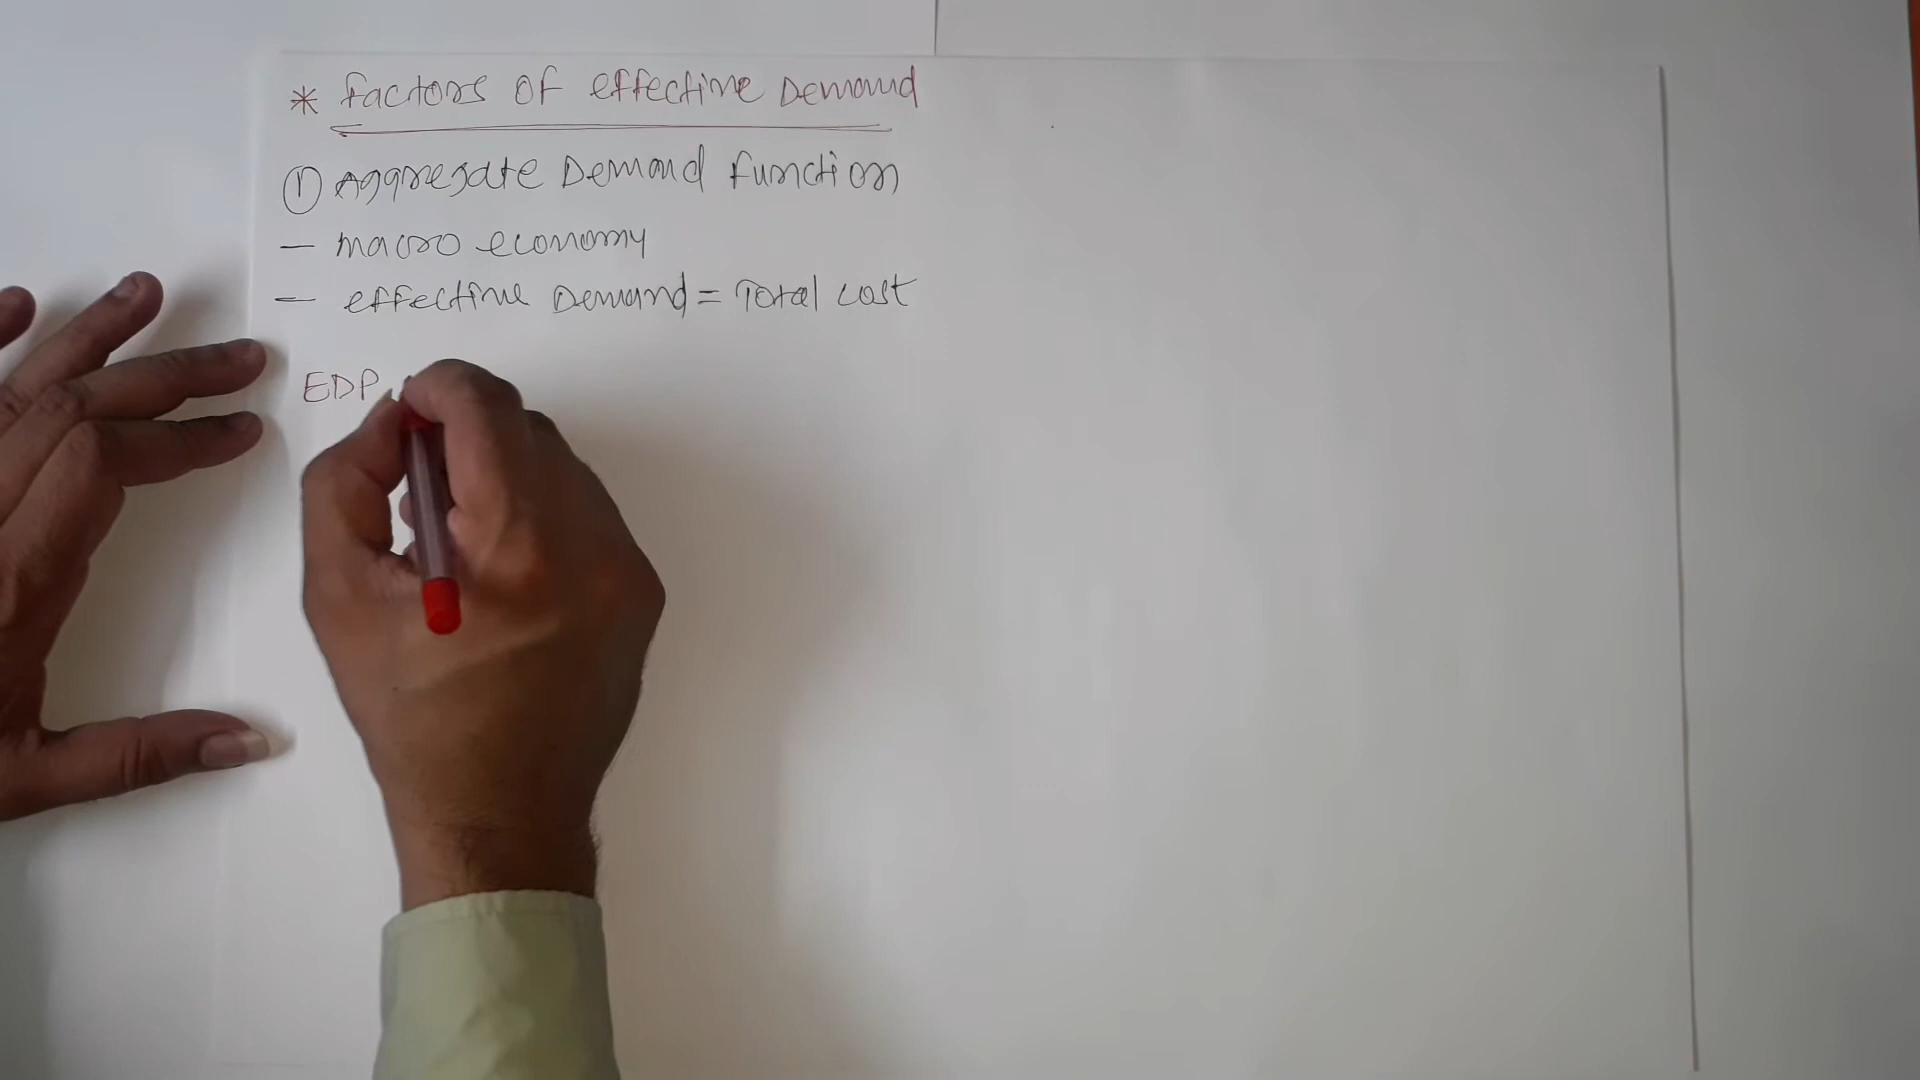 * Factors of effective Demand
① Aggregate Demand function
— macro economy
— effective Demand = Total cost
EDP